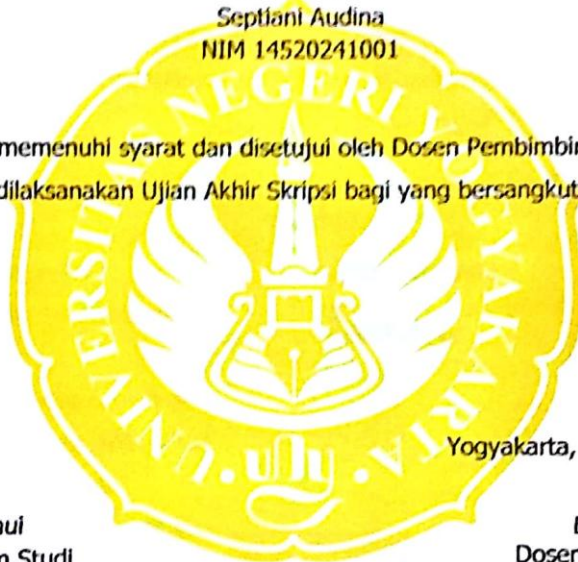 Septiani Audina
NIM 14520241001
memenuhi syarat dan disetujui oleh Dosen Pembimbin
dilaksanakan Ujian Akhir Skripsi bagi yang bersangkut
UNIVERSITAS NEGERI YOGYAKARTA
uny
Yogyakarta,
Studi
Dosen